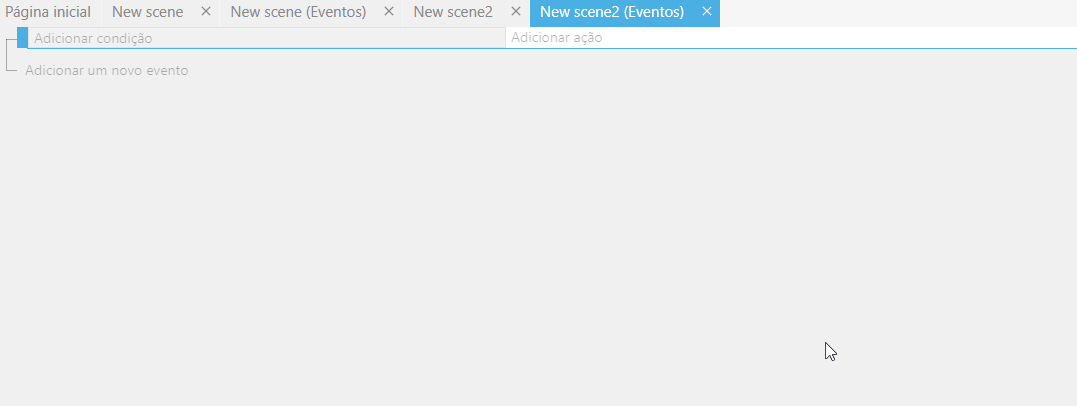 Página inicial New scene New scene (Eventos) New scene2 New scene2 (Eventos)
Adicionar condição Adicionar ação
Adicionar um novo evento